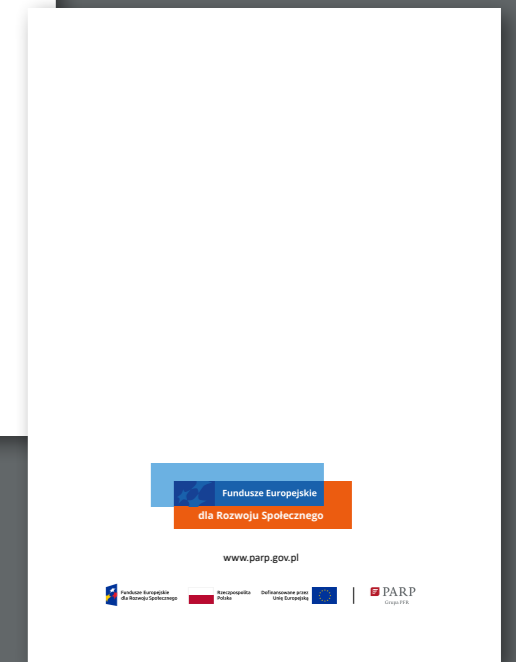 Fundusze Europejskie
dla Rozwoju Społecznego
www.parp.gov.pl
Fundusze Europejskie
dla Rozwoju Społecznego
Rzeczpospolita
Polska
Dofinansowane przez
Unię Europejską
PARP
Grupa PFR